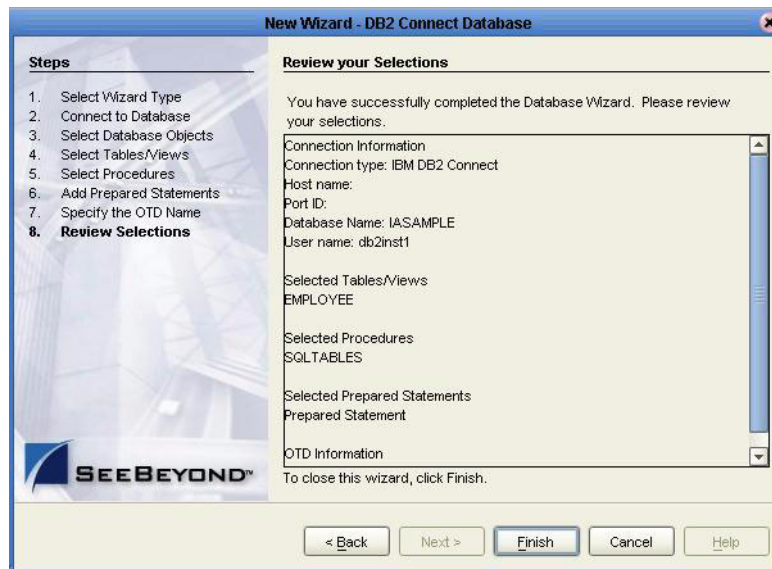 New Wizard - DB2 Connect Database
Steps
1. Select Wizard Type
2. Connect to Database
3. Select Database Objects
4. Select Tables/Views
5. Select Procedures
6. Add Prepared Statements
7. Specify the OTD Name
8. Review Selections
SEEBEYOND™
Review your Selections
You have successfully completed the Database Wizard. Please review
your selections.
Connection Information
Connection type: IBM DB2 Connect
Host name:
Port ID:
Database Name: IASAMPLE
User name: db2inst1
Selected Tables/Views
EMPLOYEE
Selected Procedures
SQLTABLES
Selected Prepared Statements
Prepared Statement
OTD Information
To close this wizard, click Finish.
< Back
Next >
Finish
Cancel
Help